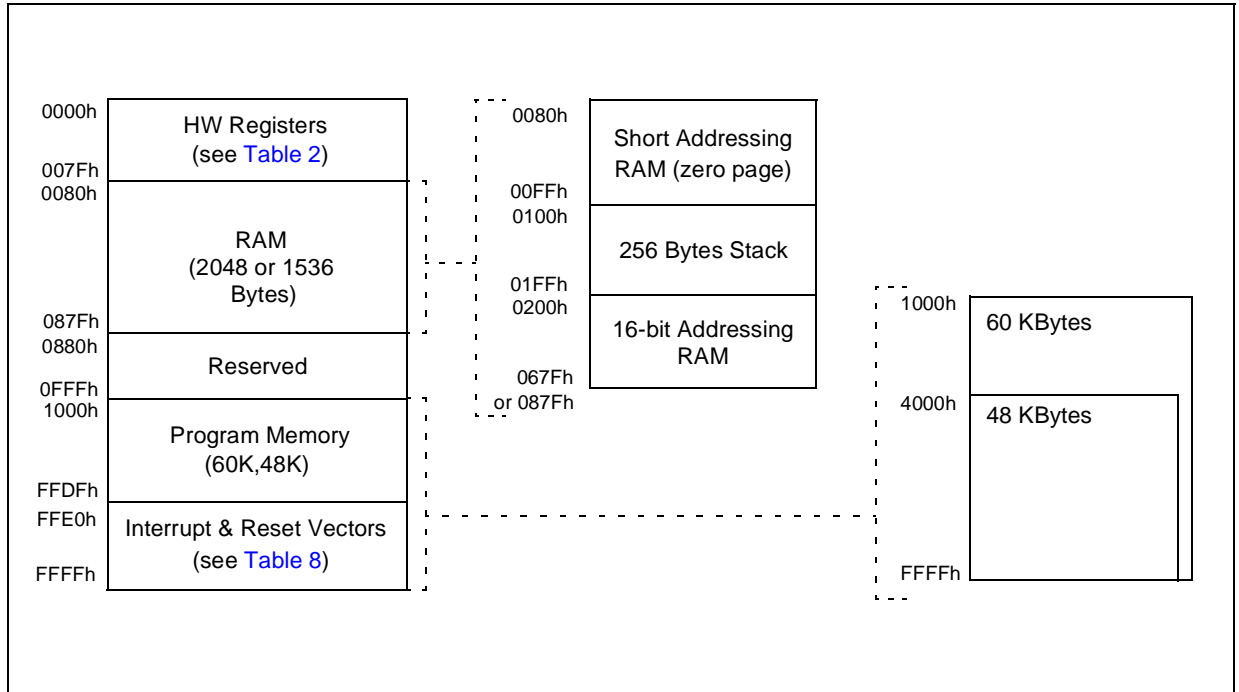 0000h
HW Registers
(see Table 2)
007Fh
0080h
RAM
(2048 or 1536
Bytes)
087Fh
0880h
Reserved
0FFFh
1000h
Program Memory
(60K,48K)
FFDFh
FFE0h
Interrupt & Reset Vectors
(see Table 8)
FFFFh
0080h
Short Addressing
RAM (zero page)
00FFh
0100h
256 Bytes Stack
01FFh
0200h
16-bit Addressing
RAM
067Fh
or 087Fh
1000h
60 KBytes
4000h
48 KBytes
FFFFh